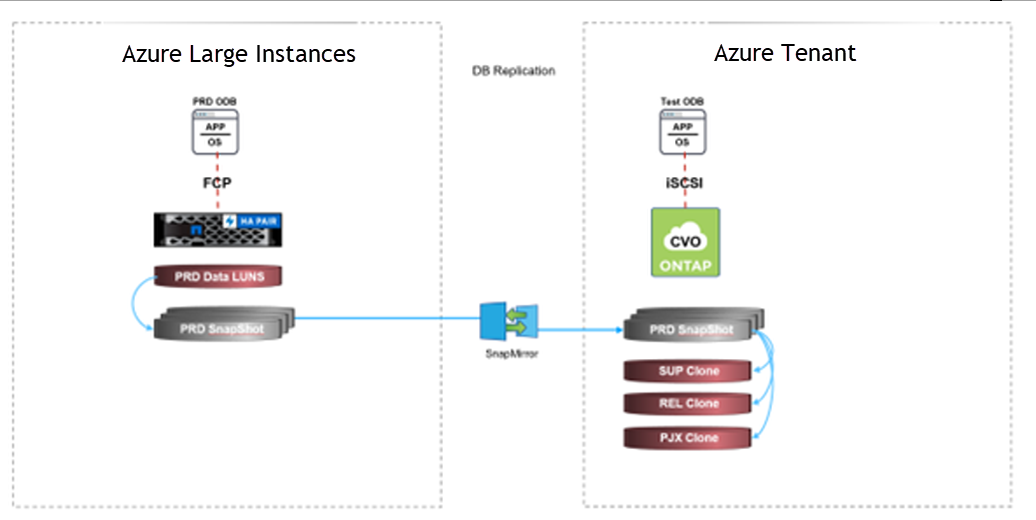 Azure Large Instances
PRD ODB
APP
OS
FCP
HA PAIR
PRD Data LUNS
PRD SnapShot
DB Replication
SnapMirror
Azure Tenant
Test ODB
APP
OS
iSCSI
CVO
ONTAP
PRD SnapShot
SUP Clone
REL Clone
PJX Clone